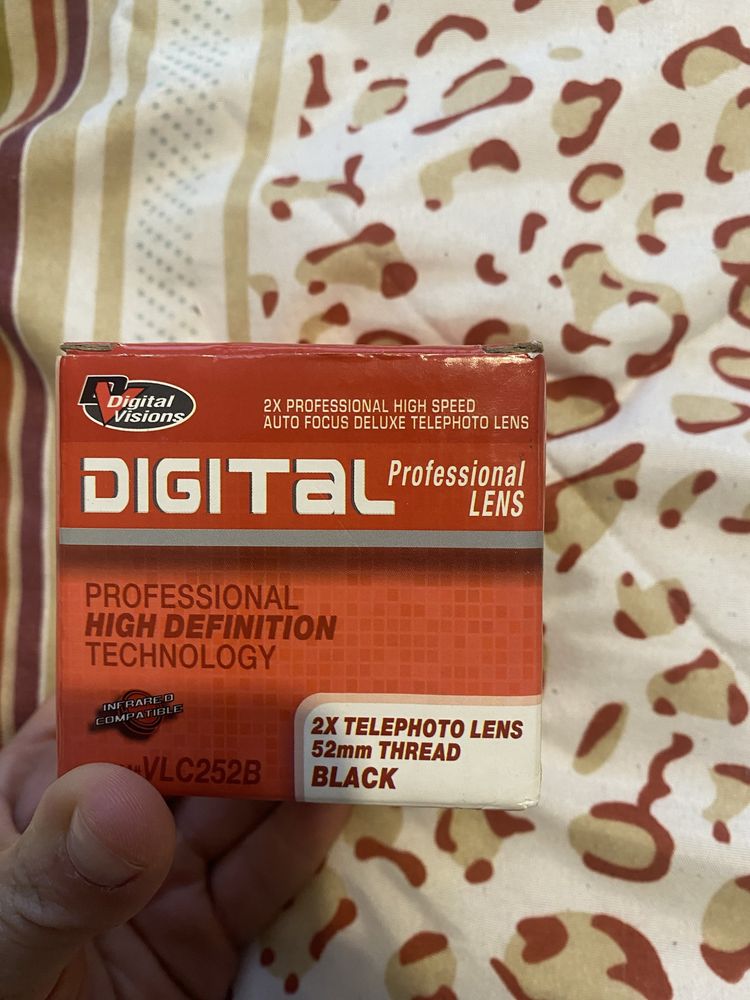 DV Digital
Visions
2X PROFESSIONAL HIGH SPEED
AUTO FOCUS DELUXE TELEPHOTO LENS
DIGITaL Professional
LENS
PROFESSIONAL
HIGH DEFINITION
TECHNOLOGY
INFRARED
COMPATIBLE
2X TELEPHOTO LENS
52mm THREAD
BLACK
VLC252B